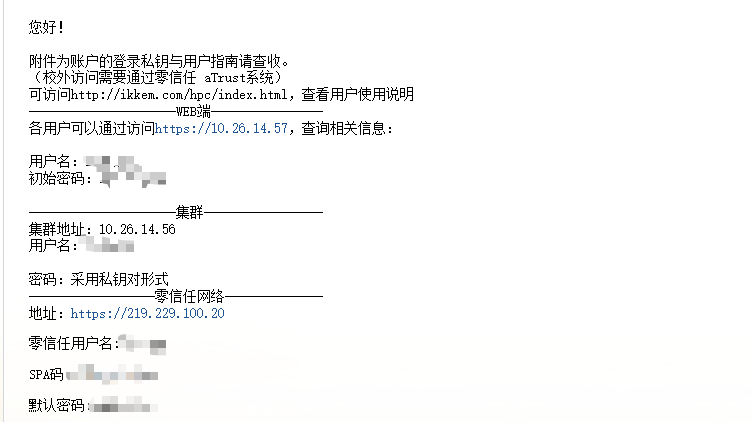 您好！
附件为账户的登录私钥与用户指南请查收。
（校外访问需要通过零信任 aTrust系统）
可访问http://ikkem.com/hpc/index.html，查看用户使用说明
————————————WEB端————————————
各用户可以通过访问https://10.26.14.57，查询相关信息：
用户名：
初始密码：
————————————集群————————————
集群地址：10.26.14.56
用户名：
密码：采用私钥对形式
————————————零信任网络————————————
地址：https://219.229.100.20
零信任用户名：
SPA码
默认密码：